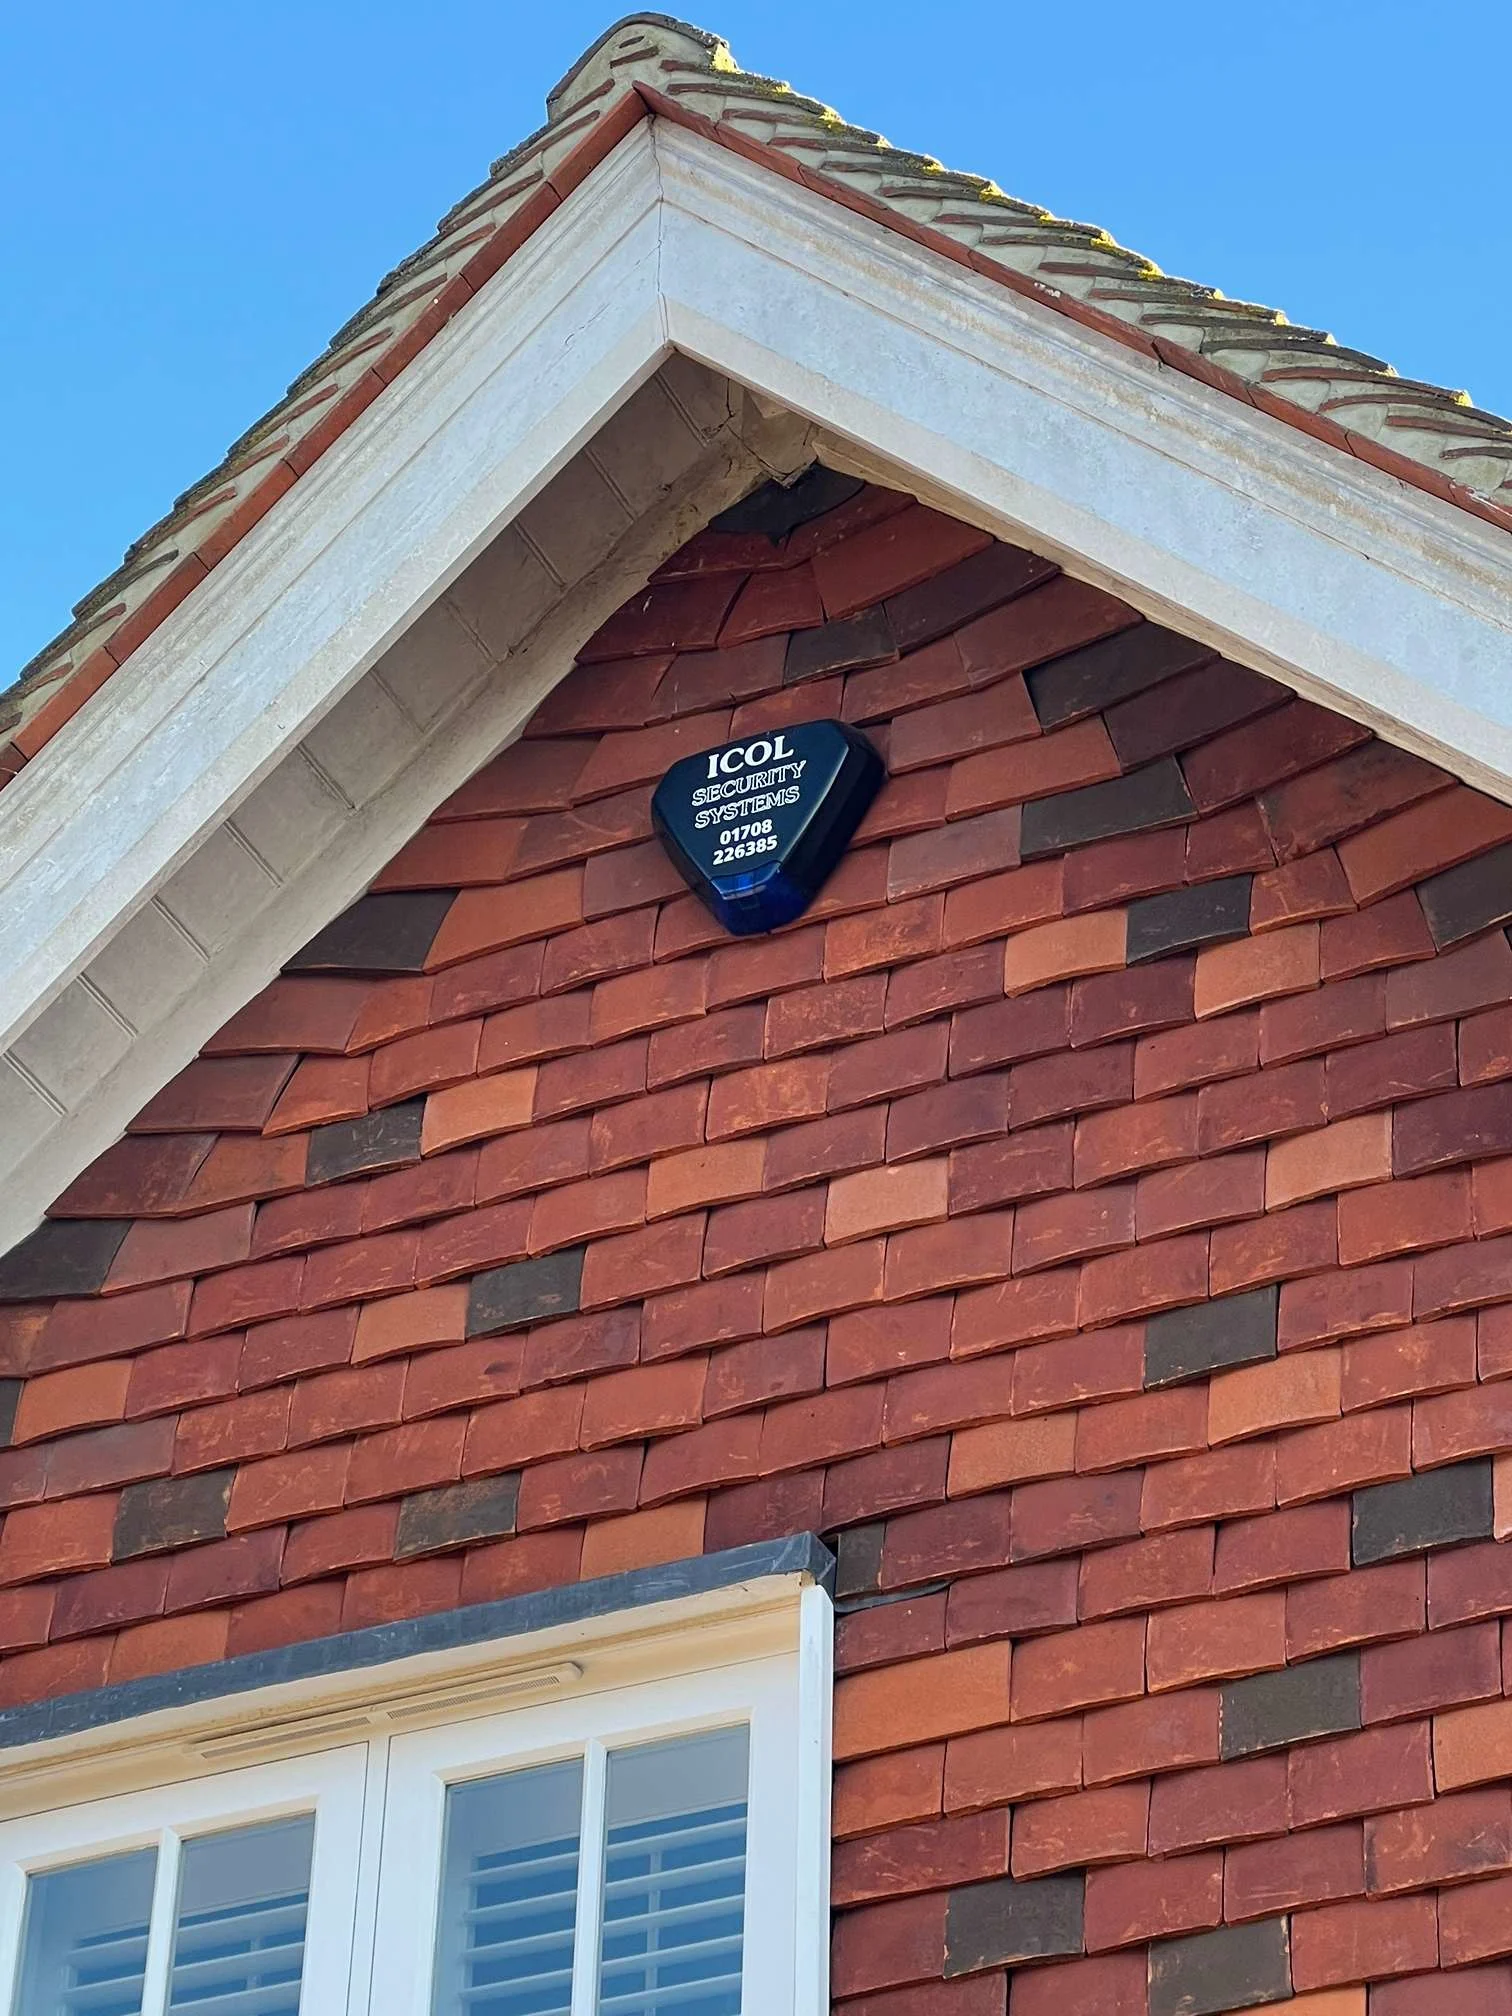 ICOL
SECURITY
SYSTEMS
01708
226385